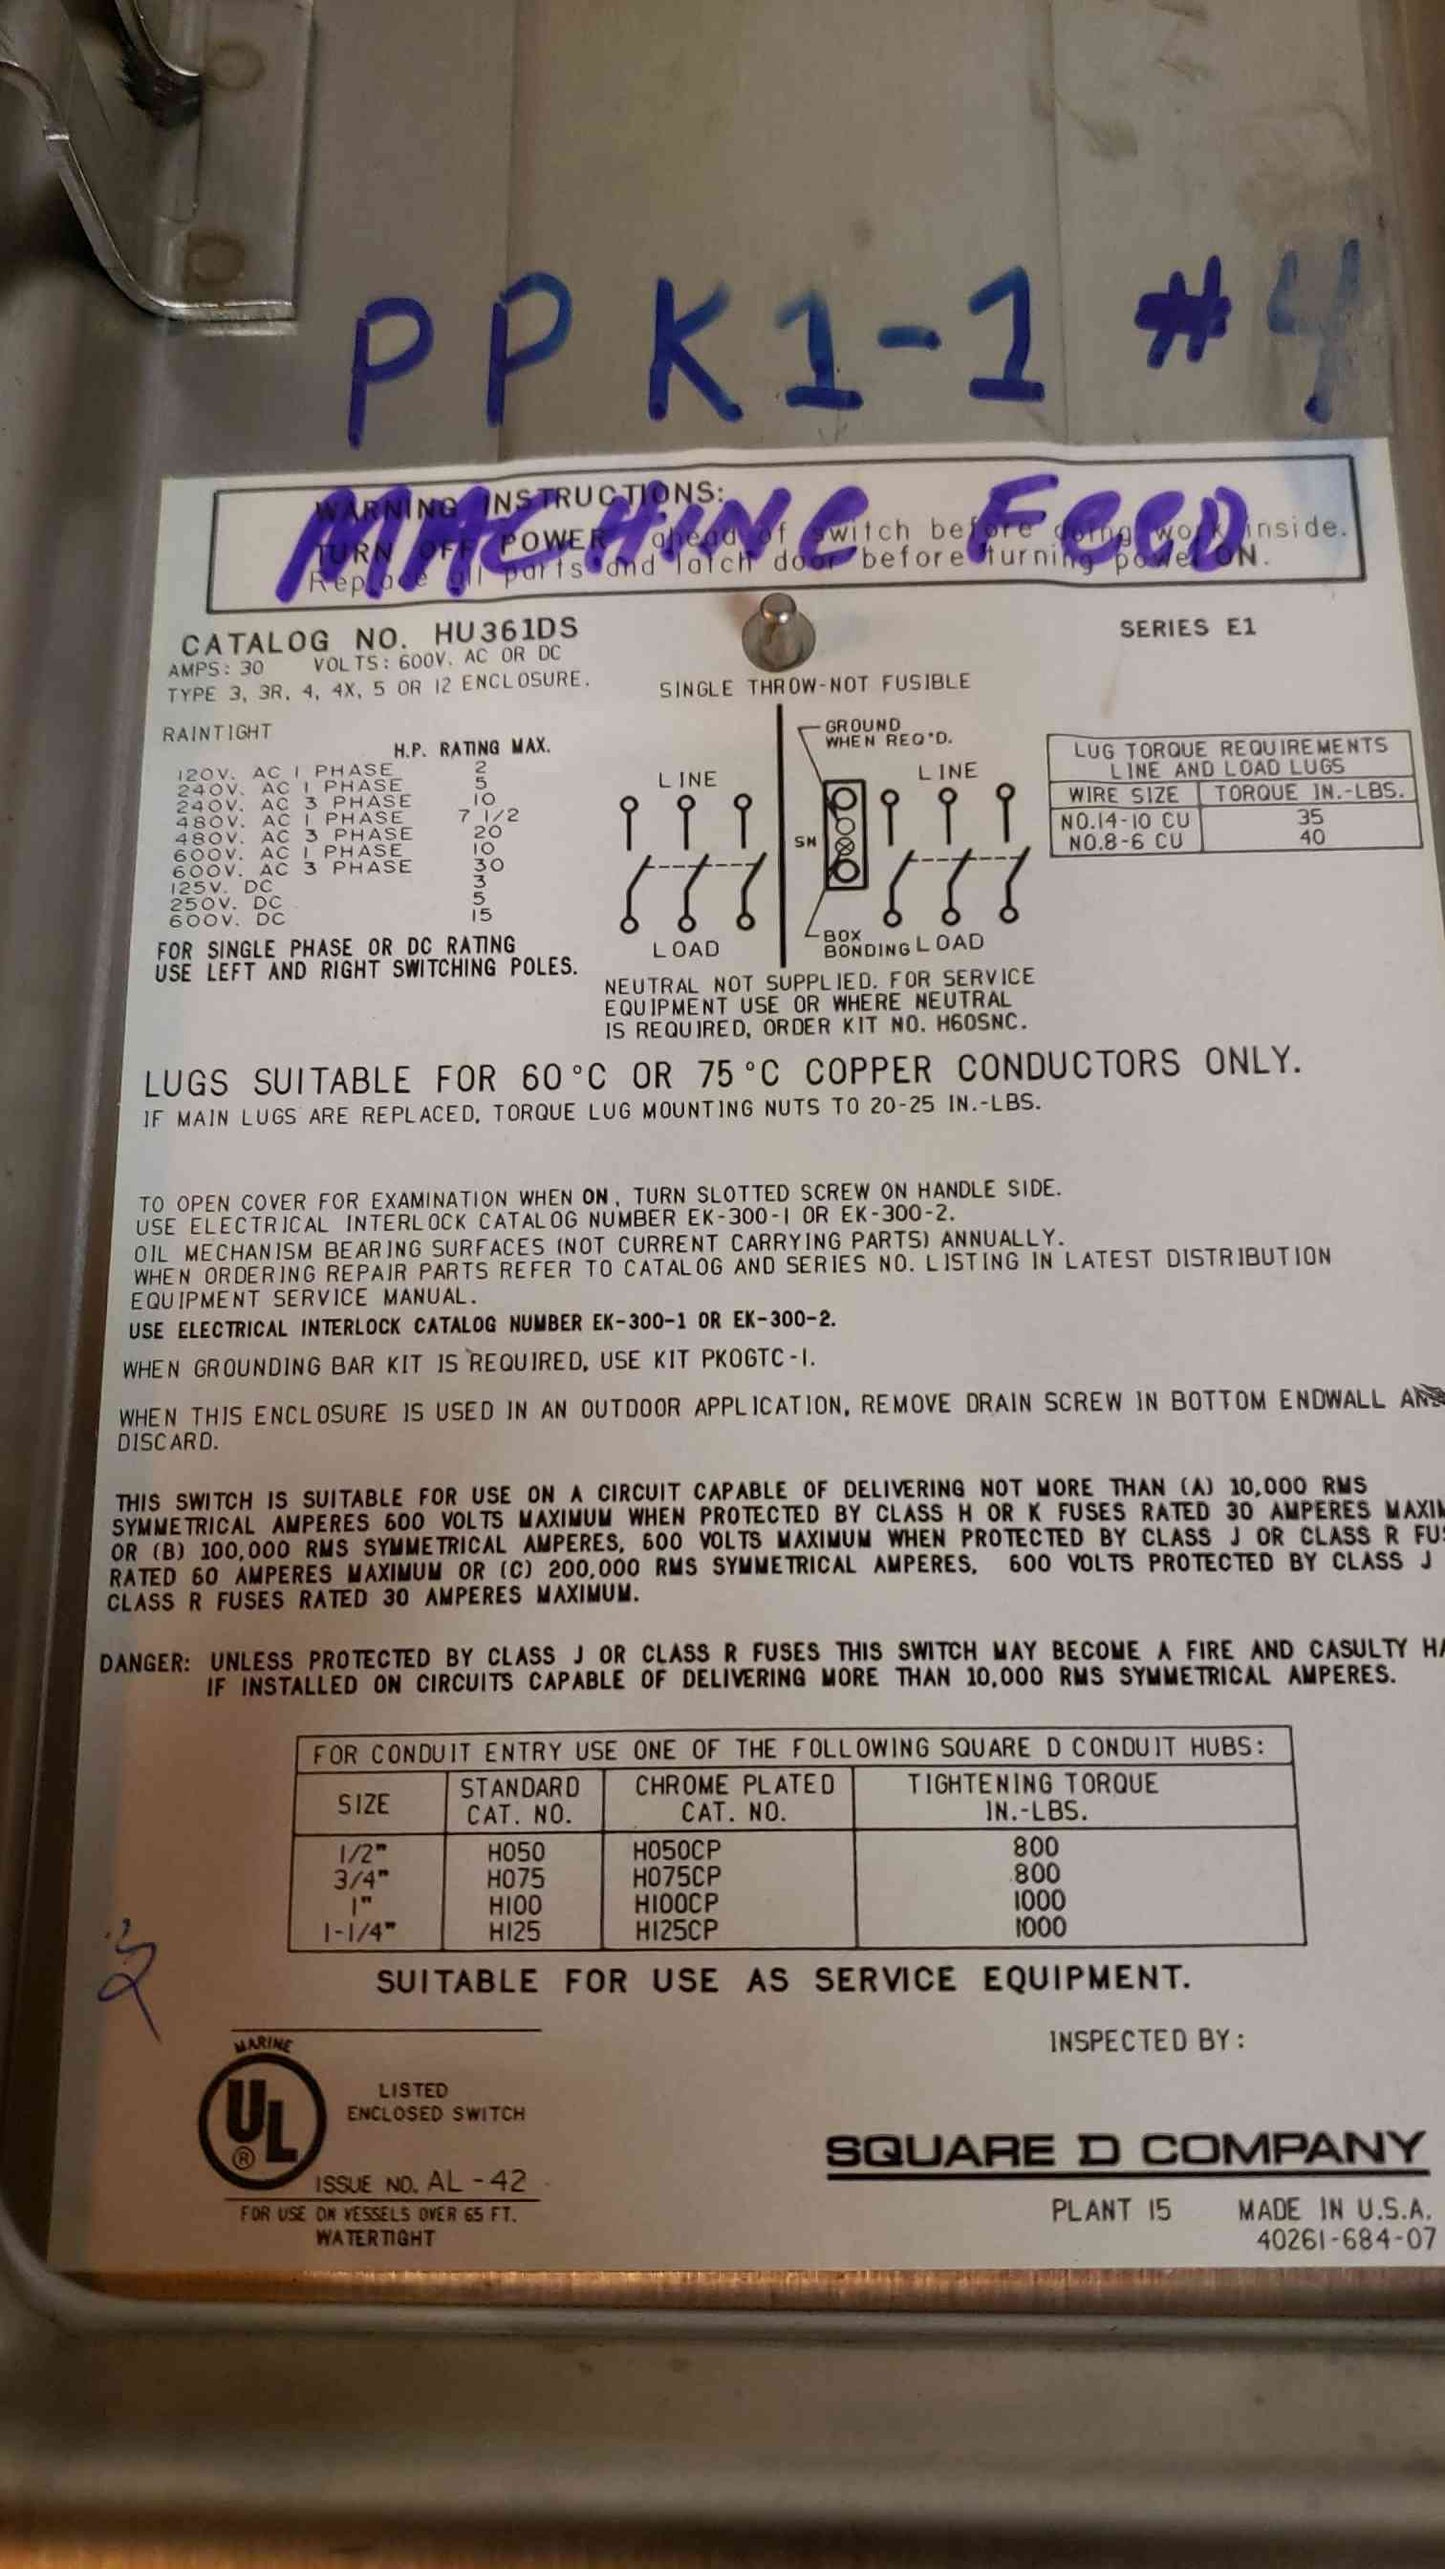 PPK1-1 #4
MACHINE FEED
WARNING INSTRUCTIONS:
TURN OFF POWER ahead of switch before doing work inside.
Replace all parts and latch door before turning power ON.
CATALOG NO. HU361DS
SERIES E1
AMPS: 30 VOLTS: 600V. AC OR DC
TYPE 3, 3R, 4, 4X, 5 OR 12 ENCLOSURE.
SINGLE THROW-NOT FUSIBLE
RAINTIGHT
H.P. RATING MAX.
120V. AC 1 PHASE 2
240V. AC 1 PHASE 5
240V. AC 3 PHASE 10
480V. AC 1 PHASE 7 1/2
480V. AC 3 PHASE 20
600V. AC 1 PHASE 10
600V. AC 3 PHASE 30
125V. DC 3
250V. DC 5
600V. DC 15
FOR SINGLE PHASE OR DC RATING
USE LEFT AND RIGHT SWITCHING POLES.
LINE
LOAD
GROUND
WHEN REQ'D.
LINE
SN
BOX
BONDING
LOAD
LUG TORQUE REQUIREMENTS
LINE AND LOAD LUGS
WIRE SIZE TORQUE IN.-LBS.
NO.14-10 CU 35
NO.8-6 CU 40
NEUTRAL NOT SUPPLIED. FOR SERVICE
EQUIPMENT USE OR WHERE NEUTRAL
IS REQUIRED, ORDER KIT NO. H60SNC.
LUGS SUITABLE FOR 60°C OR 75°C COPPER CONDUCTORS ONLY.
IF MAIN LUGS ARE REPLACED, TORQUE LUG MOUNTING NUTS TO 20-25 IN.-LBS.
TO OPEN COVER FOR EXAMINATION WHEN ON, TURN SLOTTED SCREW ON HANDLE SIDE.
USE ELECTRICAL INTERLOCK CATALOG NUMBER EK-300-1 OR EK-300-2.
OIL MECHANISM BEARING SURFACES (NOT CURRENT CARRYING PARTS) ANNUALLY.
WHEN ORDERING REPAIR PARTS REFER TO CATALOG AND SERIES NO. LISTING IN LATEST DISTRIBUTION
EQUIPMENT SERVICE MANUAL.
USE ELECTRICAL INTERLOCK CATALOG NUMBER EK-300-1 OR EK-300-2.
WHEN GROUNDING BAR KIT IS REQUIRED, USE KIT PKOGTC-1.
WHEN THIS ENCLOSURE IS USED IN AN OUTDOOR APPLICATION, REMOVE DRAIN SCREW IN BOTTOM ENDWALL AND
DISCARD.
THIS SWITCH IS SUITABLE FOR USE ON A CIRCUIT CAPABLE OF DELIVERING NOT MORE THAN (A) 10,000 RMS
SYMMETRICAL AMPERES 600 VOLTS MAXIMUM WHEN PROTECTED BY CLASS H OR K FUSES RATED 30 AMPERES MAXIM
OR (B) 100,000 RMS SYMMETRICAL AMPERES, 600 VOLTS MAXIMUM WHEN PROTECTED BY CLASS J OR CLASS R FUS
RATED 60 AMPERES MAXIMUM OR (C) 200,000 RMS SYMMETRICAL AMPERES, 600 VOLTS PROTECTED BY CLASS J
CLASS R FUSES RATED 30 AMPERES MAXIMUM.
DANGER: UNLESS PROTECTED BY CLASS J OR CLASS R FUSES THIS SWITCH MAY BECOME A FIRE AND CASULTY HA
IF INSTALLED ON CIRCUITS CAPABLE OF DELIVERING MORE THAN 10,000 RMS SYMMETRICAL AMPERES.
FOR CONDUIT ENTRY USE ONE OF THE FOLLOWING SQUARE D CONDUIT HUBS:
SIZE STANDARD CAT. NO. CHROME PLATED CAT. NO. TIGHTENING TORQUE IN.-LBS.
1/2" H050 H050CP 800
3/4" H075 H075CP 800
1" H100 H100CP 1000
1-1/4" H125 H125CP 1000
SUITABLE FOR USE AS SERVICE EQUIPMENT.
MARINE
UL ®
LISTED
ENCLOSED SWITCH
ISSUE NO. AL-42
FOR USE ON VESSELS OVER 65 FT.
WATERTIGHT
INSPECTED BY:
SQUARE D COMPANY
PLANT 15 MADE IN U.S.A.
40261-684-07